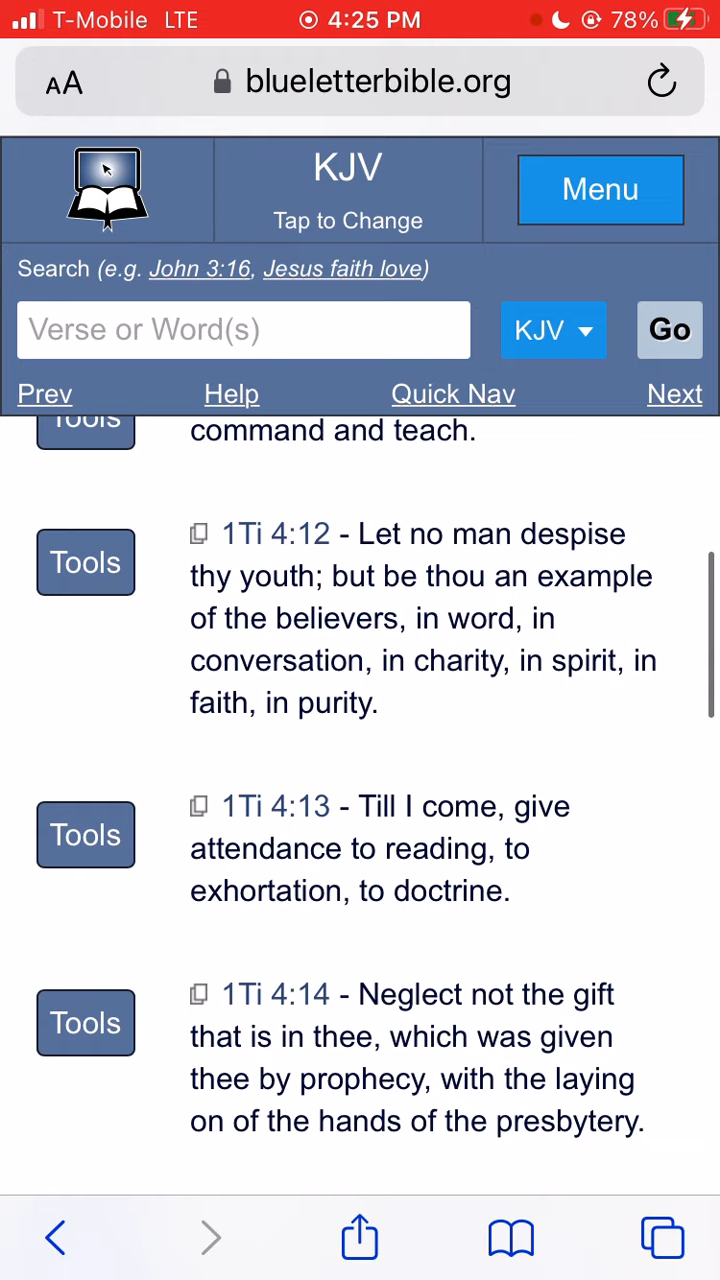 T-Mobile LTE 4:25 PM 78%
AA blueletterbible.org
KJV
Tap to Change
Menu
Search (e.g. John 3:16, Jesus faith love)
Verse or Word(s) KJV Go
Prev Help Quick Nav Next
Tools command and teach.
Tools 1Ti 4:12 - Let no man despise
thy youth; but be thou an example
of the believers, in word, in
conversation, in charity, in spirit, in
faith, in purity.
Tools 1Ti 4:13 - Till I come, give
attendance to reading, to
exhortation, to doctrine.
Tools 1Ti 4:14 - Neglect not the gift
that is in thee, which was given
thee by prophecy, with the laying
on of the hands of the presbytery.